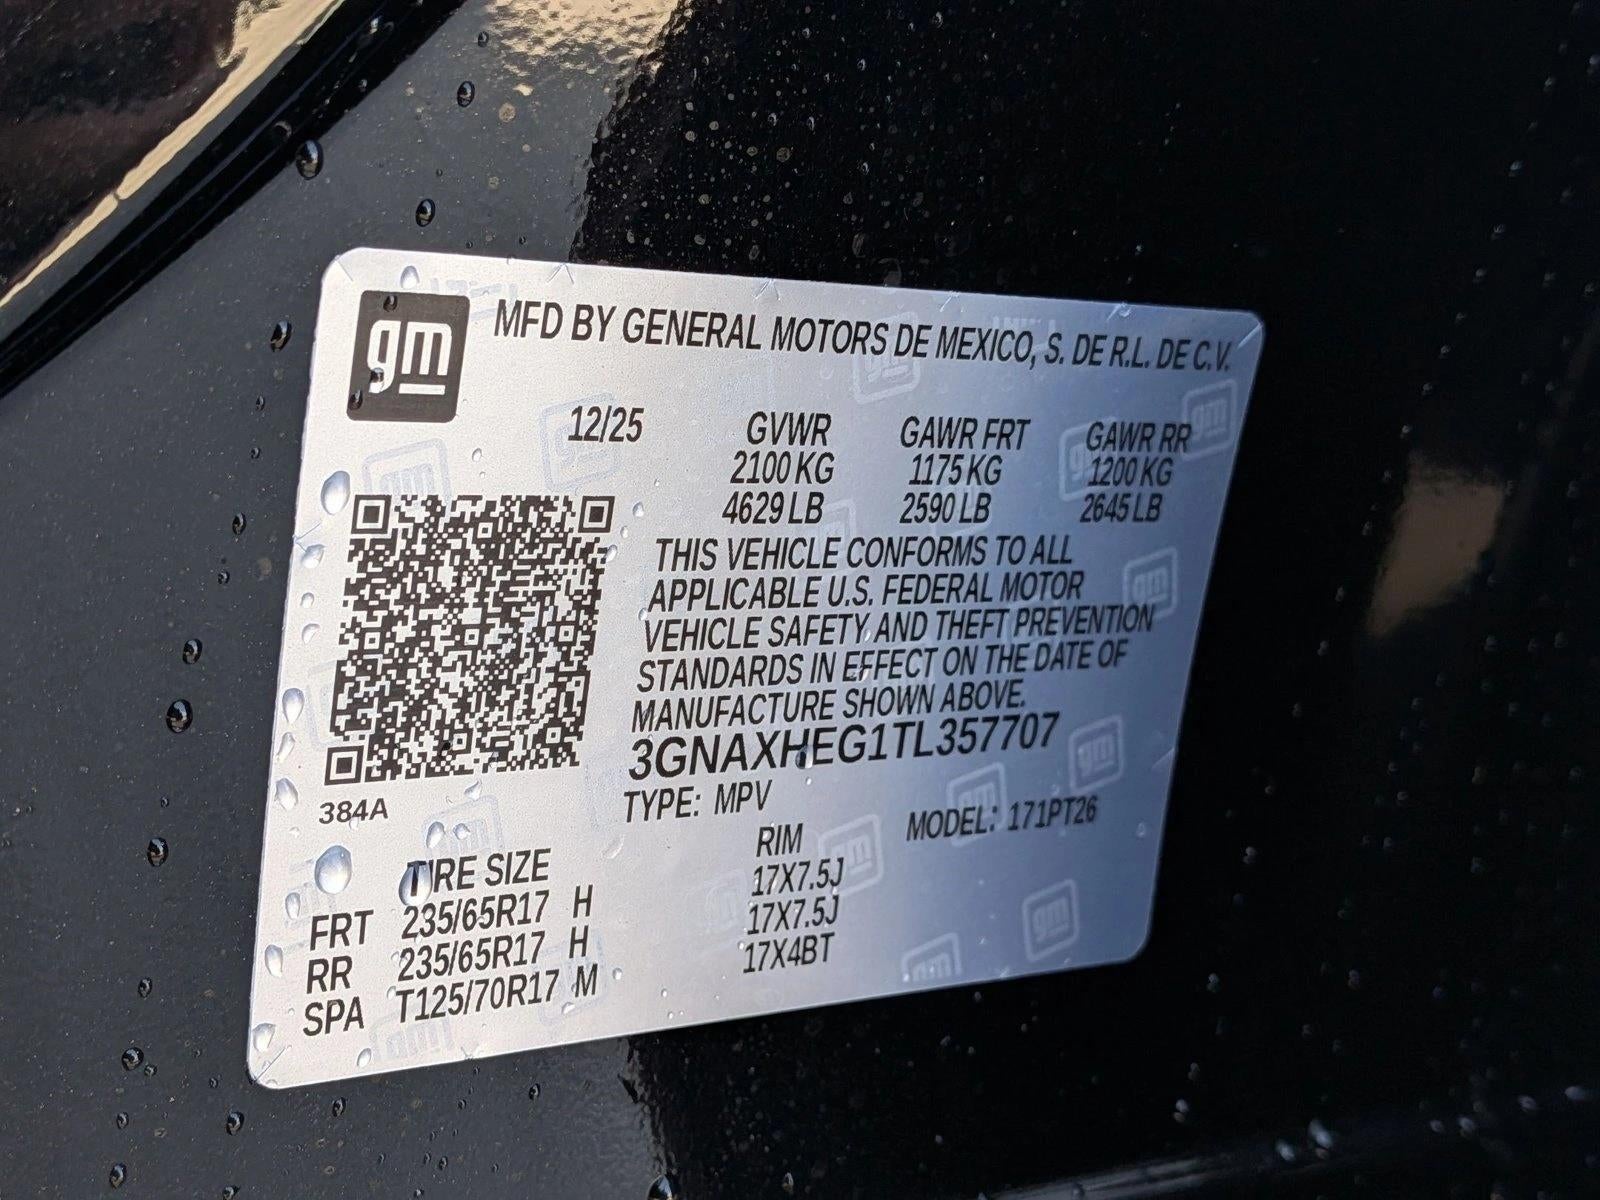 gm
MFD BY GENERAL MOTORS DE MEXICO, S. DE R.L. DE C.V.
12/25 GVWR GAWR FRT GAWR RR
2100 KG 1175 KG 1200 KG
4629 LB 2590 LB 2645 LB
THIS VEHICLE CONFORMS TO ALL
APPLICABLE U.S. FEDERAL MOTOR
VEHICLE SAFETY AND THEFT PREVENTION
STANDARDS IN EFFECT ON THE DATE OF
MANUFACTURE SHOWN ABOVE.
3GNAXHEG1TL357707
384A
TYPE: MPV MODEL: 171PT26
TIRE SIZE RIM
FRT 235/65R17 H 17X7.5J
RR 235/65R17 H 17X7.5J
SPA T125/70R17 M 17X4BT